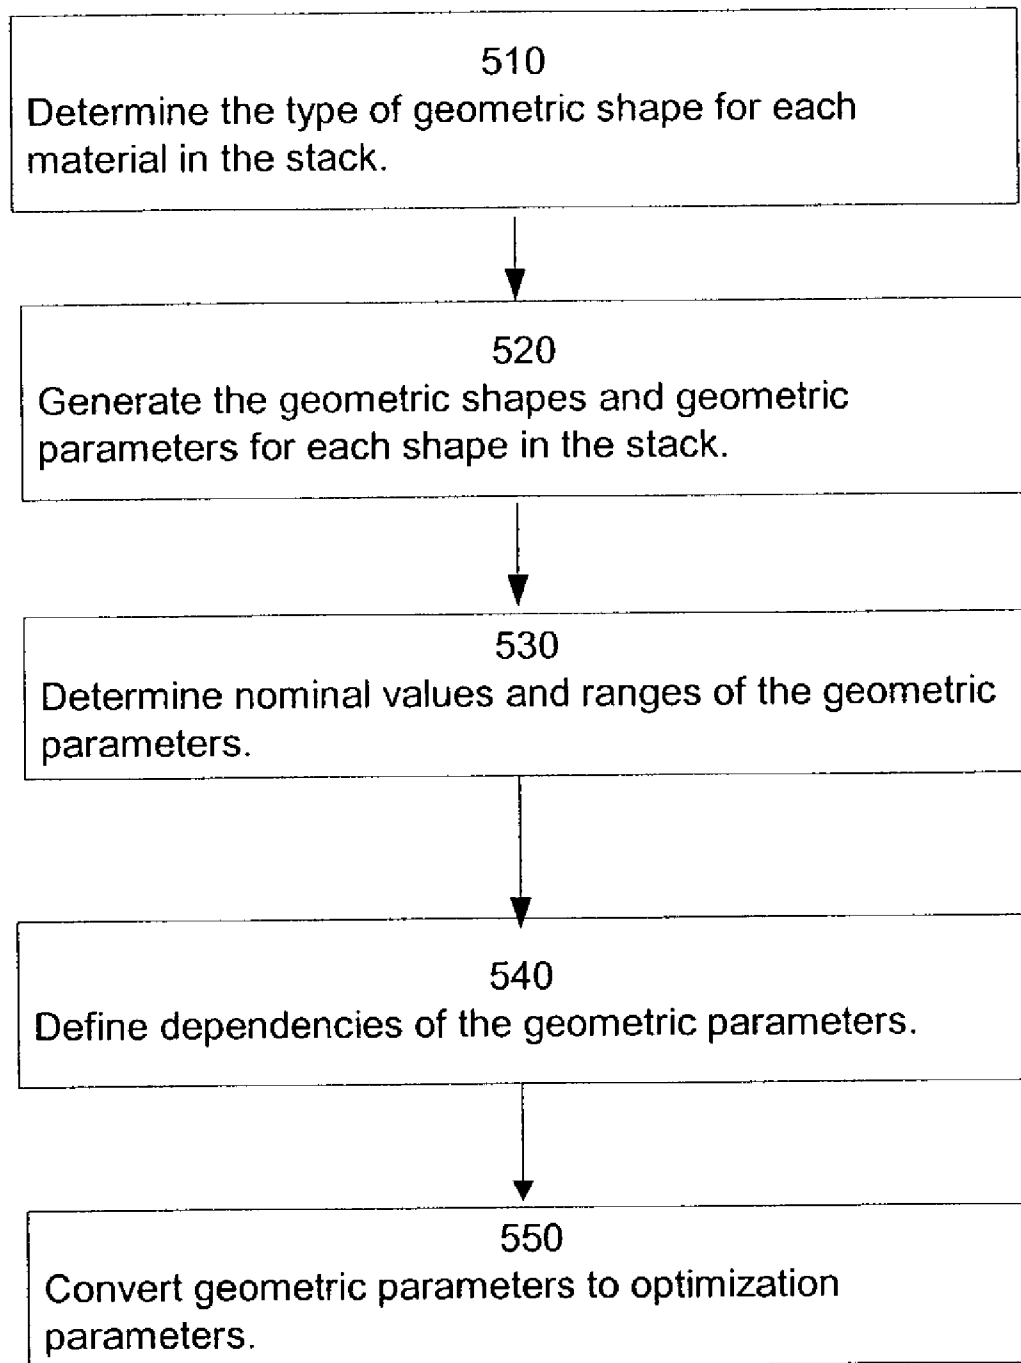 510
Determine the type of geometric shape for each
material in the stack.
520
Generate the geometric shapes and geometric
parameters for each shape in the stack.
530
Determine nominal values and ranges of the geometric
parameters.
540
Define dependencies of the geometric parameters.
550
Convert geometric parameters to optimization
parameters.